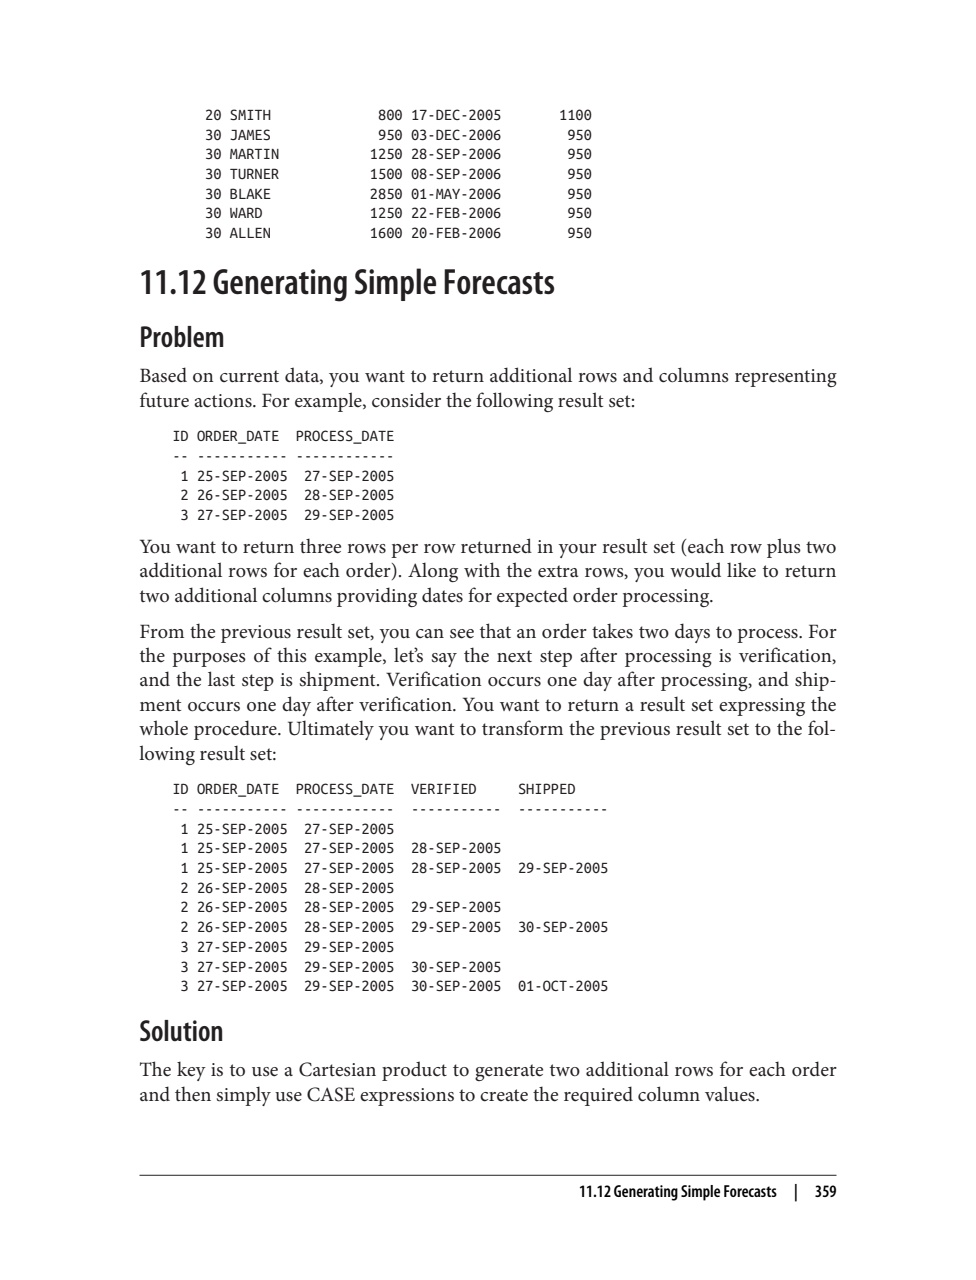 20 SMITH 800 17-DEC-2005 1100
30 JAMES 950 03-DEC-2006 950
30 MARTIN 1250 28-SEP-2006 950
30 TURNER 1500 08-SEP-2006 950
30 BLAKE 2850 01-MAY-2006 950
30 WARD 1250 22-FEB-2006 950
30 ALLEN 1600 20-FEB-2006 950
11.12 Generating Simple Forecasts
Problem
Based on current data, you want to return additional rows and columns representing
future actions. For example, consider the following result set:
ID ORDER_DATE PROCESS_DATE
-- ----------- ------------
1 25-SEP-2005 27-SEP-2005
2 26-SEP-2005 28-SEP-2005
3 27-SEP-2005 29-SEP-2005
You want to return three rows per row returned in your result set (each row plus two
additional rows for each order). Along with the extra rows, you would like to return
two additional columns providing dates for expected order processing.
From the previous result set, you can see that an order takes two days to process. For
the purposes of this example, let’s say the next step after processing is verification,
and the last step is shipment. Verification occurs one day after processing, and ship-
ment occurs one day after verification. You want to return a result set expressing the
whole procedure. Ultimately you want to transform the previous result set to the fol-
lowing result set:
ID ORDER_DATE PROCESS_DATE VERIFIED SHIPPED
-- ----------- ------------ ----------- -----------
1 25-SEP-2005 27-SEP-2005
1 25-SEP-2005 27-SEP-2005 28-SEP-2005
1 25-SEP-2005 27-SEP-2005 28-SEP-2005 29-SEP-2005
2 26-SEP-2005 28-SEP-2005
2 26-SEP-2005 28-SEP-2005 29-SEP-2005
2 26-SEP-2005 28-SEP-2005 29-SEP-2005 30-SEP-2005
3 27-SEP-2005 29-SEP-2005
3 27-SEP-2005 29-SEP-2005 30-SEP-2005
3 27-SEP-2005 29-SEP-2005 30-SEP-2005 01-OCT-2005
Solution
The key is to use a Cartesian product to generate two additional rows for each order
and then simply use CASE expressions to create the required column values.
11.12 Generating Simple Forecasts | 359